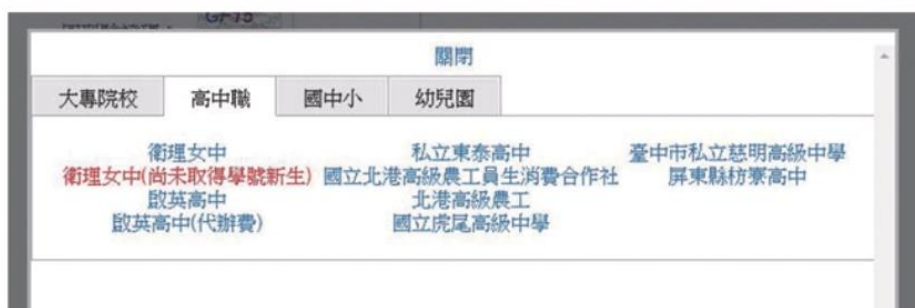 GF15
關閉
大專院校 高中職 國中小 幼兒園
衛理女中 私立東泰高中 臺中市私立慈明高級中學
衛理女中(尚未取得學號新生) 國立北港高級農工員生消費合作社 屏東縣枋寮高中
啟英高中 北港高級農工
啟英高中(代辦費) 國立虎尾高級中學